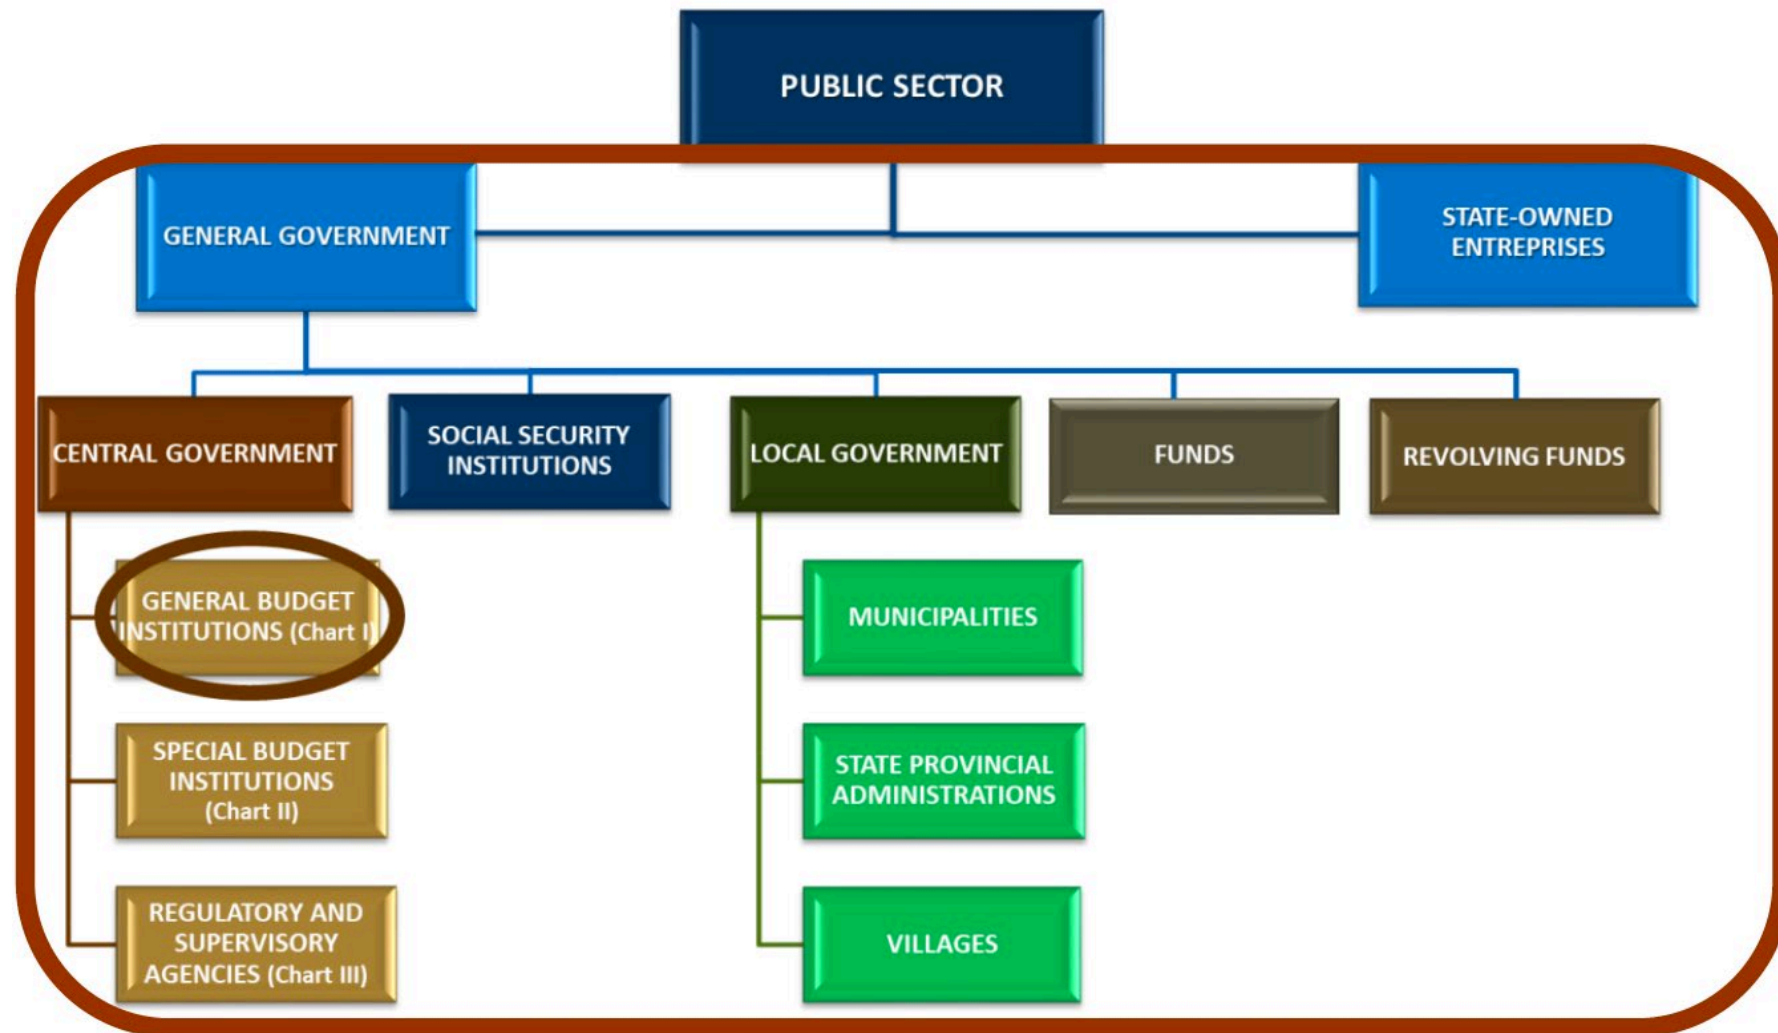 PUBLIC SECTOR
GENERAL GOVERNMENT
STATE-OWNED
ENTREPRISES
CENTRAL GOVERNMENT
SOCIAL SECURITY
INSTITUTIONS
LOCAL GOVERNMENT
FUNDS
REVOLVING FUNDS
GENERAL BUDGET
INSTITUTIONS (Chart I)
MUNICIPALITIES
SPECIAL BUDGET
INSTITUTIONS
(Chart II)
STATE PROVINCIAL
ADMINISTRATIONS
REGULATORY AND
SUPERVISORY
AGENCIES (Chart III)
VILLAGES